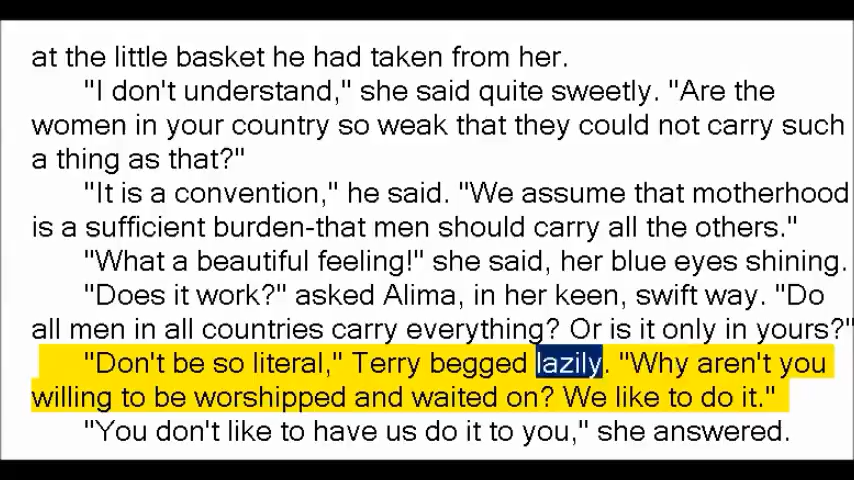 at the little basket he had taken from her.
"I don't understand," she said quite sweetly. "Are the
women in your country so weak that they could not carry such
a thing as that?"
"It is a convention," he said. "We assume that motherhood
is a sufficient burden-that men should carry all the others."
"What a beautiful feeling!" she said, her blue eyes shining.
"Does it work?" asked Alima, in her keen, swift way. "Do
all men in all countries carry everything? Or is it only in yours?"
"Don't be so literal," Terry begged lazily. "Why aren't you
willing to be worshipped and waited on? We like to do it."
"You don't like to have us do it to you," she answered.